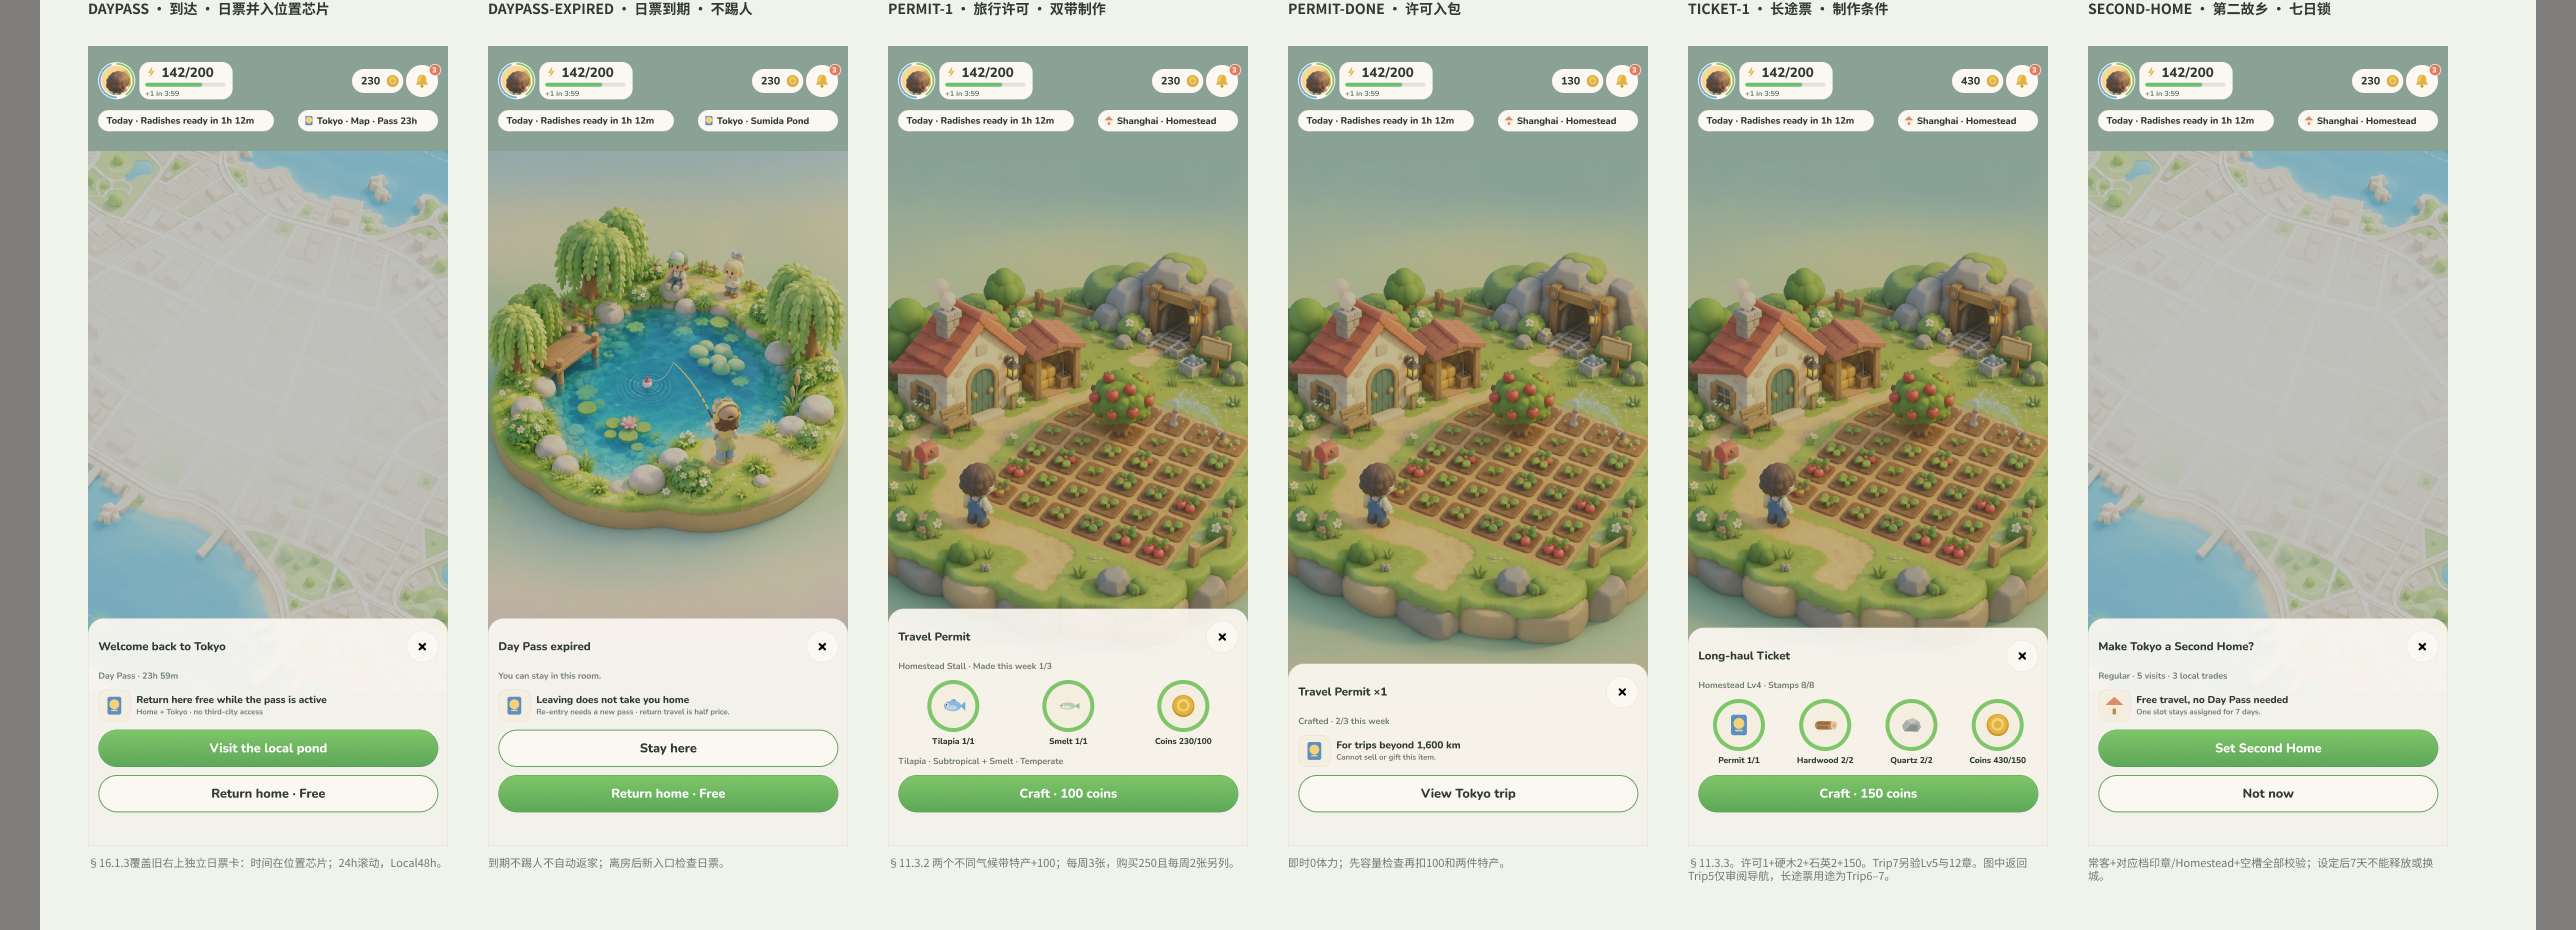 DAYPASS • 到达 • 日票并入位置芯片
142/200
+1 in 3:59
230
3
Today · Radishes ready in 1h 12m
Tokyo · Map · Pass 23h
Welcome back to Tokyo
Day Pass · 23h 59m
Return here free while the pass is active
Home + Tokyo · no third-city access
Visit the local pond
Return home · Free
§16.1.3覆盖旧右上独立日票卡：时间在位置芯片；24h滚动，Local48h。
DAYPASS-EXPIRED • 日票到期 • 不踢人
142/200
+1 in 3:59
230
3
Today · Radishes ready in 1h 12m
Tokyo · Sumida Pond
Day Pass expired
You can stay in this room.
Leaving does not take you home
Re-entry needs a new pass · return travel is half price.
Stay here
Return home · Free
到期不踢人不自动返家；离房后新入口检查日票。
PERMIT-1 • 旅行许可 • 双带制作
142/200
+1 in 3:59
230
3
Today · Radishes ready in 1h 12m
Shanghai · Homestead
Travel Permit
Homestead Stall · Made this week 1/3
Tilapia 1/1
Smelt 1/1
Coins 230/100
Tilapia · Subtropical + Smelt · Temperate
Craft · 100 coins
§11.3.2 两个不同气候带特产+100；每周3张，购买250且每周2张另列。
PERMIT-DONE • 许可入包
142/200
+1 in 3:59
130
3
Today · Radishes ready in 1h 12m
Shanghai · Homestead
Travel Permit ×1
Crafted · 2/3 this week
For trips beyond 1,600 km
Cannot sell or gift this item.
View Tokyo trip
即时0体力；先容量检查再扣100和两件特产。
TICKET-1 • 长途票 • 制作条件
142/200
+1 in 3:59
430
3
Today · Radishes ready in 1h 12m
Shanghai · Homestead
Long-haul Ticket
Homestead Lv4 · Stamps 8/8
Permit 1/1
Hardwood 2/2
Quartz 2/2
Coins 430/150
Craft · 150 coins
§11.3.3。许可1+硬木2+石英2+150。Trip7另验Lv5与12章。图中返回
Trip5仅审阅导航，长途票用途为Trip6–7。
SECOND-HOME • 第二故乡 • 七日锁
142/200
+1 in 3:59
230
3
Today · Radishes ready in 1h 12m
Shanghai · Homestead
Make Tokyo a Second Home?
Regular · 5 visits · 3 local trades
Free travel, no Day Pass needed
One slot stays assigned for 7 days.
Set Second Home
Not now
常客+对应档印章/Homestead+空槽全部校验；设定后7天不能释放或换
城。